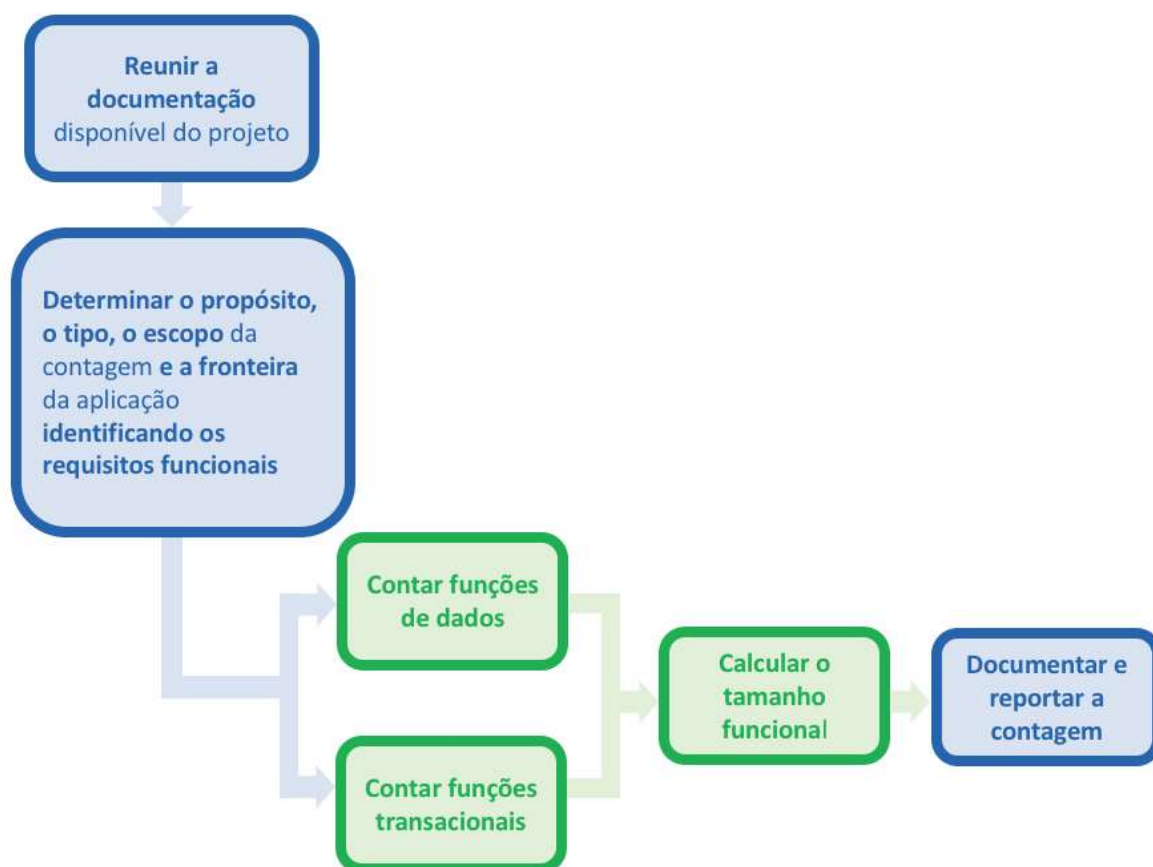 Reunir a
documentação
disponível do projeto
Determinar o propósito,
o tipo, o escopo da
contagem e a fronteira
da aplicação
identificando os
requisitos funcionais
Contar funções
de dados
Contar funções
transacionais
Calcular o
tamanho
funcional
Documentar e
reportar a
contagem